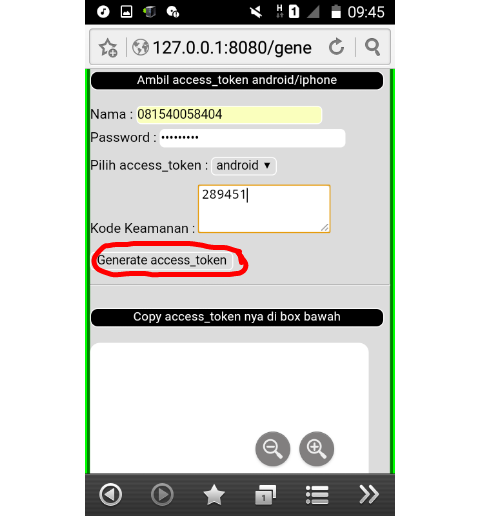 09:45
127.0.0.1:8080/gene
Ambil access_token android/iphone
Nama : 081540058404
Password : •••••••••
Pilih access_token : android ▼
289451
Kode Keamanan :
Generate access_token
Copy access_token nya di box bawah
1